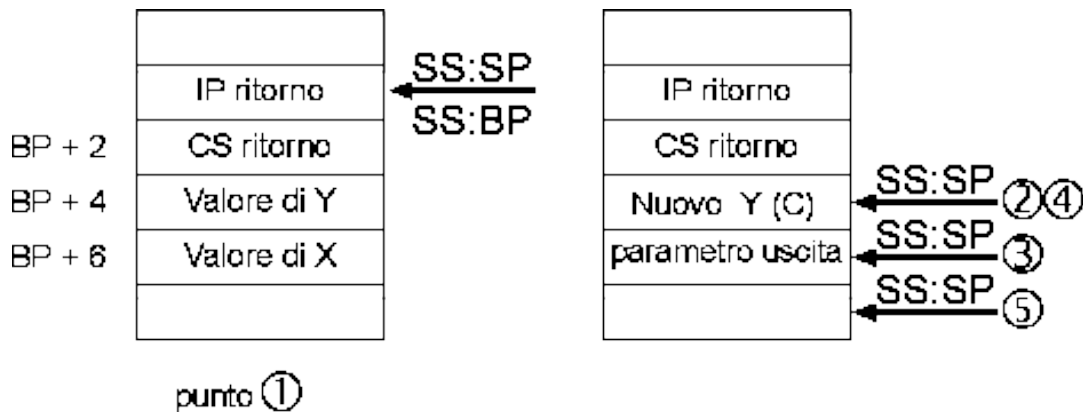 SS:SP
IP ritorno
SS:BP
BP + 2 CS ritorno
BP + 4 Valore di Y
BP + 6 Valore di X
punto ①
IP ritorno
CS ritorno
Nuovo Y (C) SS:SP ②④
parametro uscita SS:SP ③
SS:SP ⑤